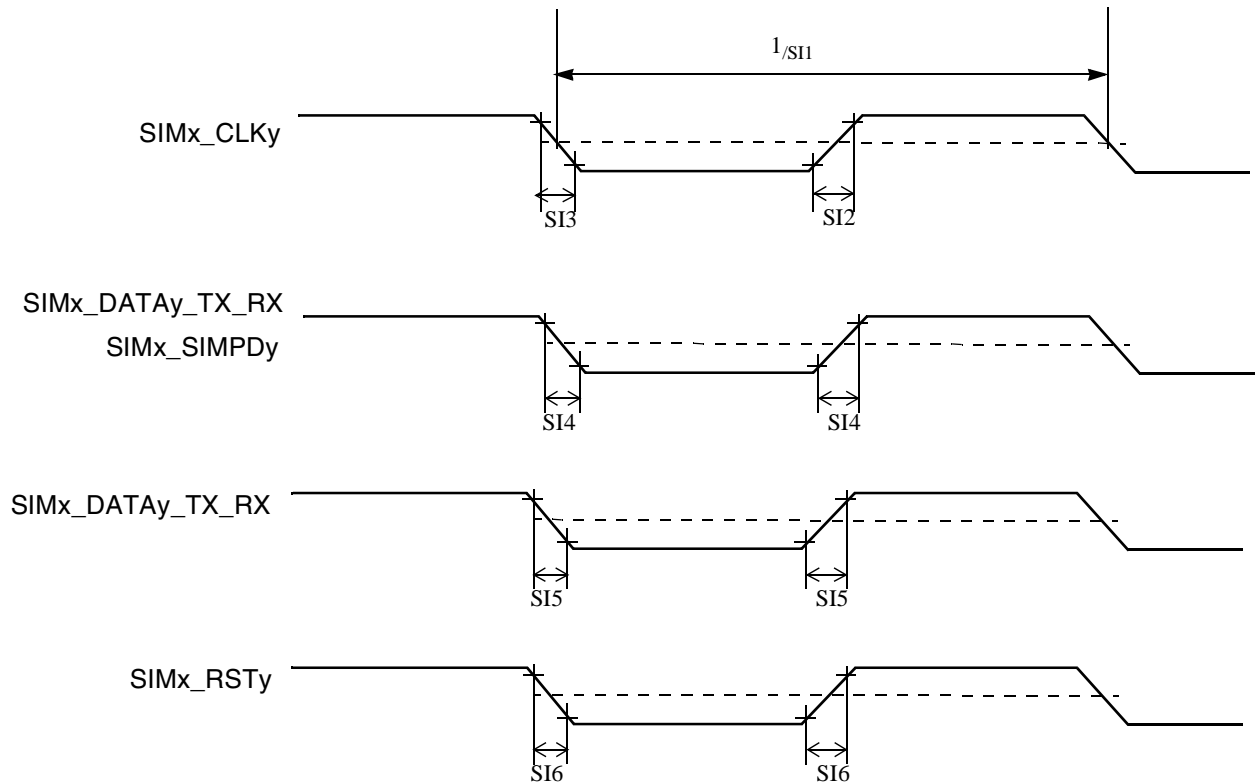 1/SI1
SIMx_CLKy
SI3 SI2
SIMx_DATAy_TX_RX
SIMx_SIMPDy
SI4 SI4
SIMx_DATAy_TX_RX
SI5 SI5
SIMx_RSTy
SI6 SI6